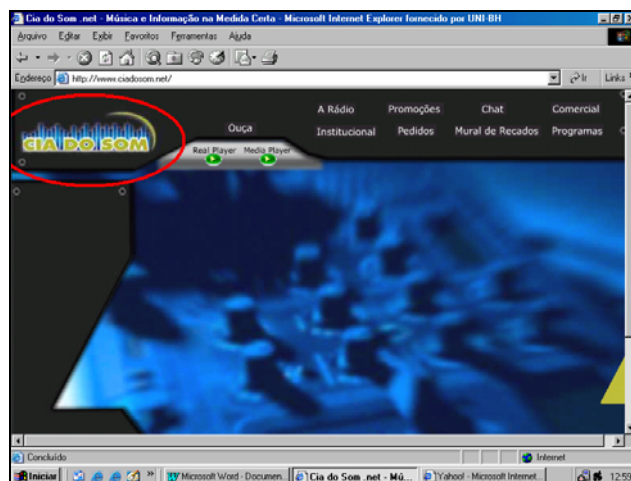 Cia do Som .net - Música e Informação na Medida Certa - Microsoft Internet Explorer fornecido por UNI-BH
Arquivo Editar Exibir Favoritos Ferramentas Ajuda
Endereço http://www.ciadosom.net/ Ir Links
A Rádio Promoções Chat Comercial
Institucional Pedidos Mural de Recados Programas
CIA DO SOM
Ouça
Real Player Media Player
Concluído Internet
Iniciar Microsoft Word - Documen... Cia do Som .net - Mú... Yahoo! - Microsoft Internet... 12:59